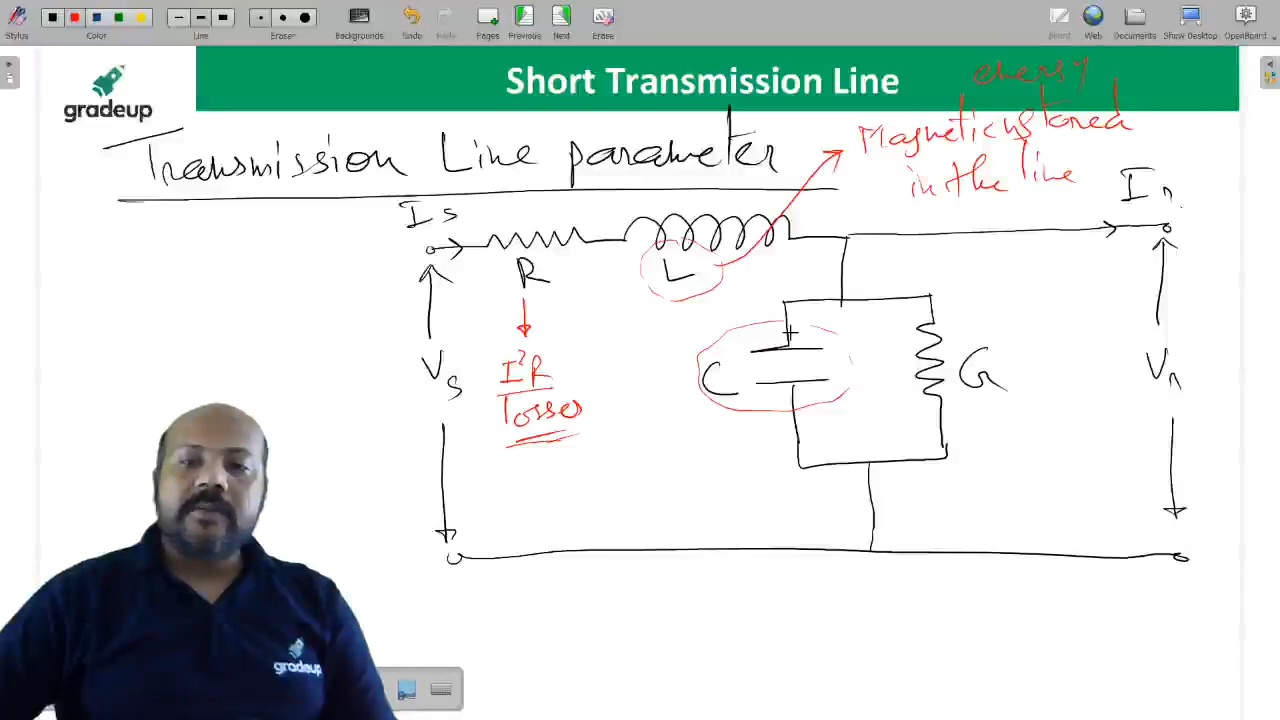 Stylus
Color
Line
Eraser
Backgrounds
Undo
Redo
Pages
Previous
Next
Erase
Board
Web
Documents
Show Desktop
OpenBoard
gradeup
Short Transmission Line
Transmission Line parameter
energy
Magnetic is stored
in the line
Is
Ir
R
L
I²R
losses
C
G
Vs
Vr
gradeup